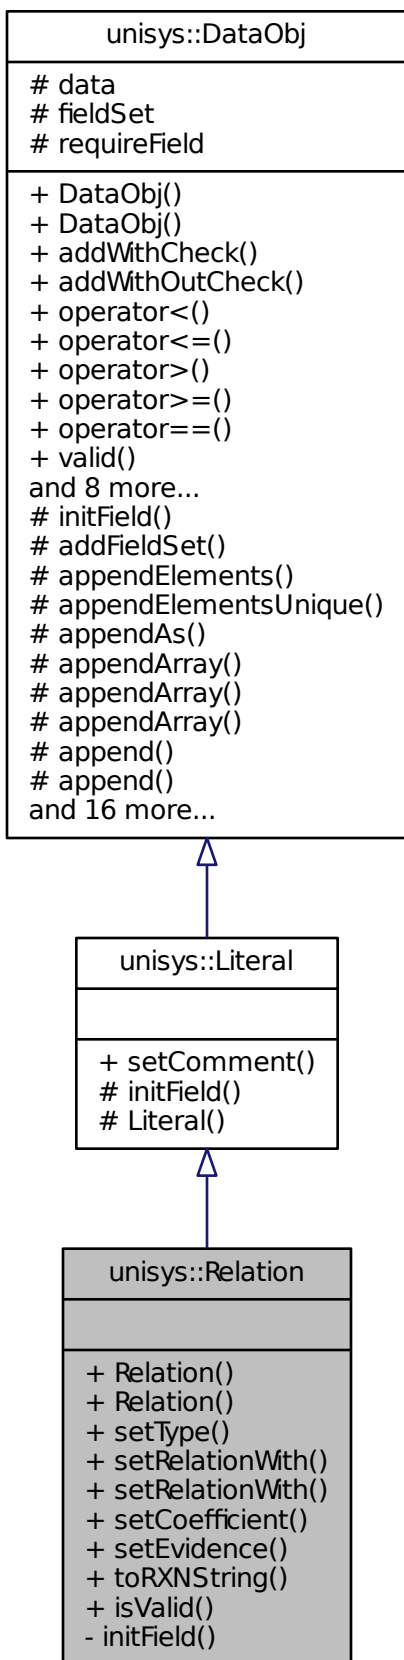 unisys::DataObj
# data
# fieldSet
# requireField
+ DataObj()
+ DataObj()
+ addWithCheck()
+ addWithOutCheck()
+ operator<()
+ operator<=()
+ operator>()
+ operator>=()
+ operator==()
+ valid()
and 8 more...
# initField()
# addFieldSet()
# appendElements()
# appendElementsUnique()
# appendAs()
# appendArray()
# appendArray()
# appendArray()
# append()
# append()
and 16 more...
unisys::Literal
+ setComment()
# initField()
# Literal()
unisys::Relation
+ Relation()
+ Relation()
+ setType()
+ setRelationWith()
+ setRelationWith()
+ setCoefficient()
+ setEvidence()
+ toRXNString()
+ isValid()
- initField()